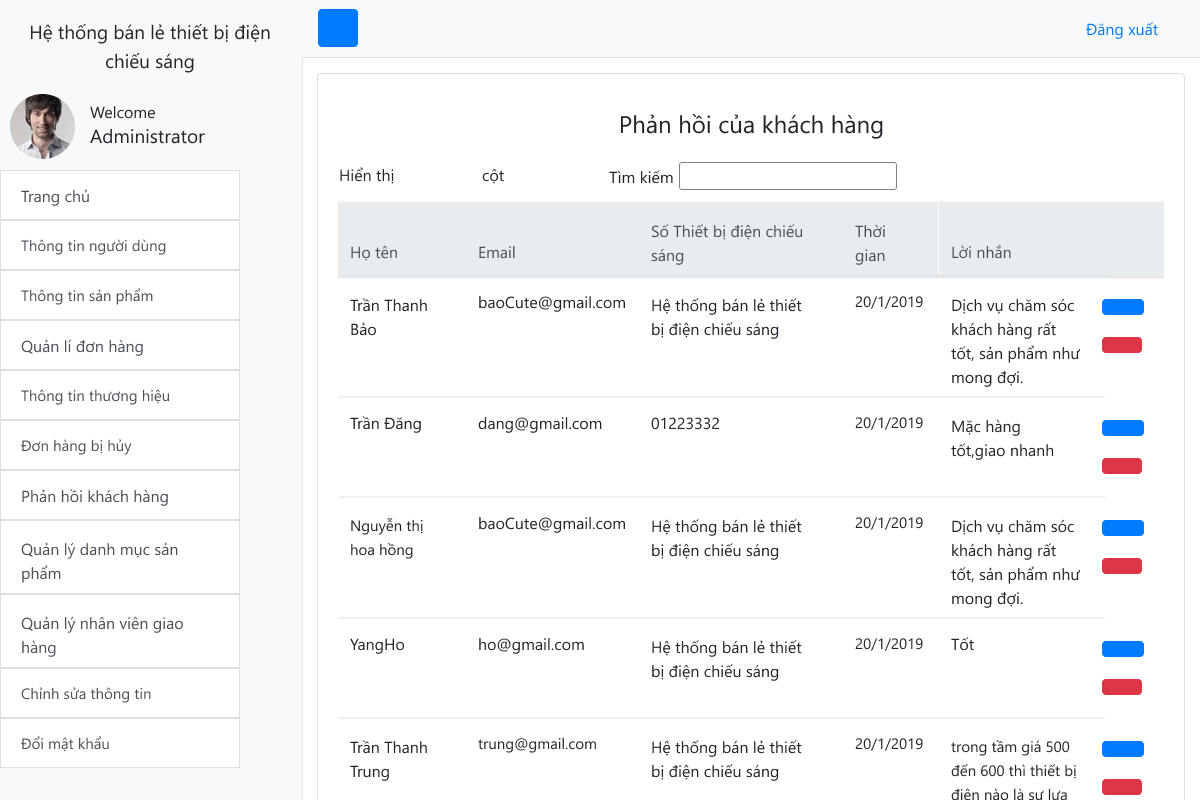 Hệ thống bán lẻ thiết bị điện
chiếu sáng
Welcome
Administrator
Trang chủ
Thông tin người dùng
Thông tin sản phẩm
Quản lí đơn hàng
Thông tin thương hiệu
Đơn hàng bị hủy
Phản hồi khách hàng
Quản lý danh mục sản
phẩm
Quản lý nhân viên giao
hàng
Chỉnh sửa thông tin
Đổi mật khẩu
Đăng xuất
Phản hồi của khách hàng
Hiển thị cột Tìm kiếm
Họ tên
Email
Số Thiết bị điện chiếu
sáng
Thời
gian
Lời nhắn
Trần Thanh
Bảo
baoCute@gmail.com
Hệ thống bán lẻ thiết
bị điện chiếu sáng
20/1/2019
Dịch vụ chăm sóc
khách hàng rất
tốt, sản phẩm như
mong đợi.
Trần Đăng
dang@gmail.com
01223332
20/1/2019
Mặc hàng
tốt,giao nhanh
Nguyễn thị
hoa hồng
baoCute@gmail.com
Hệ thống bán lẻ thiết
bị điện chiếu sáng
20/1/2019
Dịch vụ chăm sóc
khách hàng rất
tốt, sản phẩm như
mong đợi.
YangHo
ho@gmail.com
Hệ thống bán lẻ thiết
bị điện chiếu sáng
20/1/2019
Tốt
Trần Thanh
Trung
trung@gmail.com
Hệ thống bán lẻ thiết
bị điện chiếu sáng
20/1/2019
trong tầm giá 500
đến 600 thì thiết bị
điện nào là sự lựa